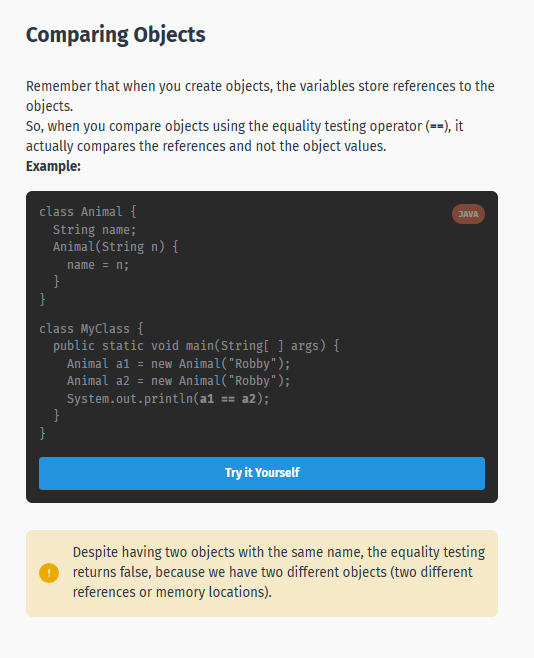 Comparing Objects
Remember that when you create objects, the variables store references to the
objects.
So, when you compare objects using the equality testing operator (==), it
actually compares the references and not the object values.
Example:
JAVA
class Animal {
  String name;
  Animal(String n) {
    name = n;
  }
}

class MyClass {
  public static void main(String[ ] args) {
    Animal a1 = new Animal("Robby");
    Animal a2 = new Animal("Robby");
    System.out.println(a1 == a2);
  }
}
Try it Yourself
!
Despite having two objects with the same name, the equality testing
returns false, because we have two different objects (two different
references or memory locations).